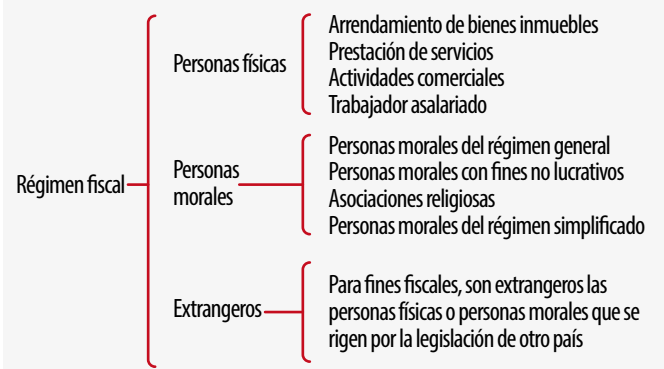 Régimen fiscal
Personas físicas
Arrendamiento de bienes inmuebles
Prestación de servicios
Actividades comerciales
Trabajador asalariado
Personas
morales
Personas morales del régimen general
Personas morales con fines no lucrativos
Asociaciones religiosas
Personas morales del régimen simplificado
Extrangeros
Para fines fiscales, son extrangeros las
personas físicas o personas morales que se
rigen por la legislación de otro país